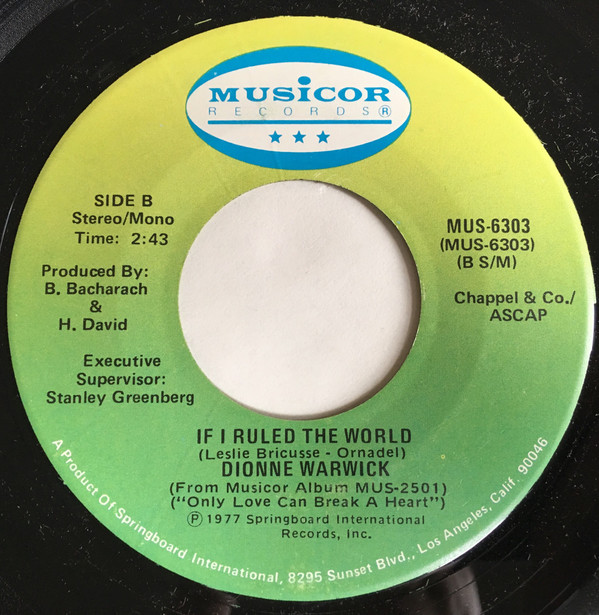 MUSICOR
RECORDS®
★★★
SIDE B
Stereo/Mono
Time: 2:43
Produced By:
B. Bacharach
&
H. David
Executive
Supervisor:
Stanley Greenberg
MUS-6303
(MUS-6303)
(B S/M)
Chappel & Co./
ASCAP
IF I RULED THE WORLD
(Leslie Bricusse - Ornadel)
DIONNE WARWICK
(From Musicor Album MUS-2501)
("Only Love Can Break A Heart")
℗ 1977 Springboard International
Records, Inc.
A Product Of Springboard International, 8295 Sunset Blvd., Los Angeles, Calif. 90046